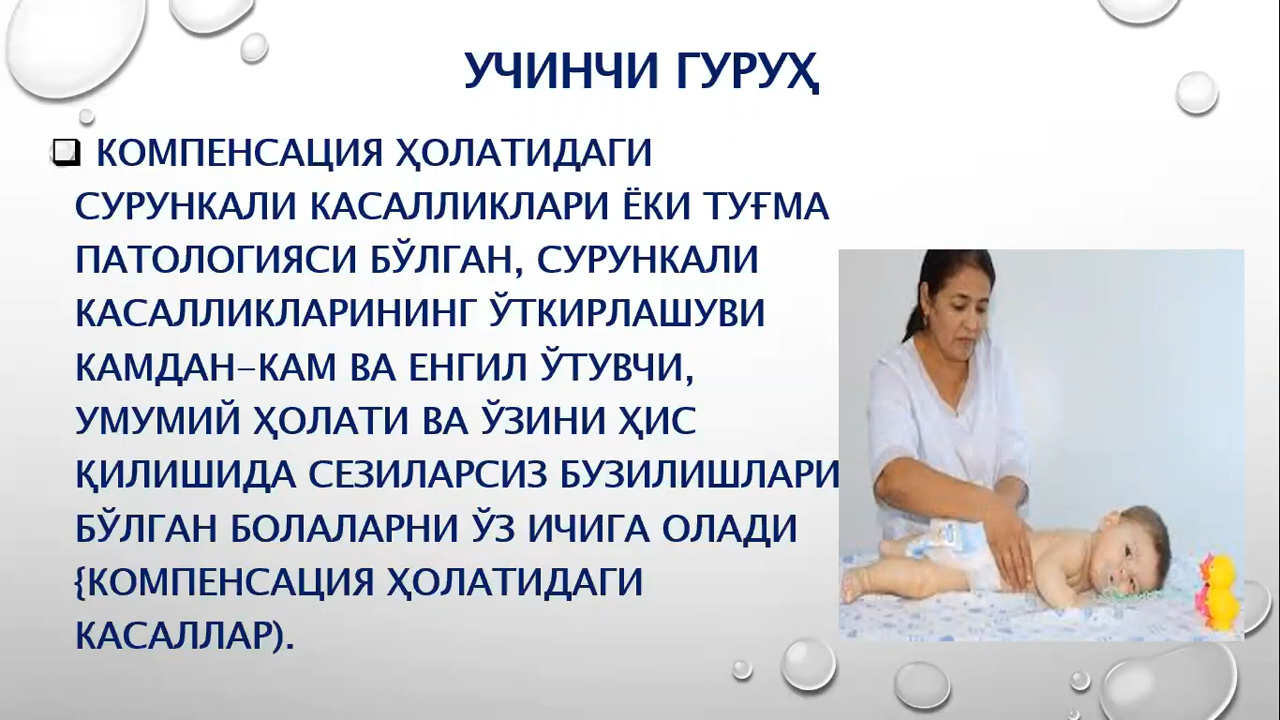 УЧИНЧИ ГУРУҲ
КОМПЕНСАЦИЯ ҲОЛАТИДАГИ
СУРУНКАЛИ КАСАЛЛИКЛАРИ ЁКИ ТУҒМА
ПАТОЛОГИЯСИ БЎЛГАН, СУРУНКАЛИ
КАСАЛЛИКЛАРИНИНГ ЎТКИРЛАШУВИ
КАМДАН-КАМ ВА ЕНГИЛ ЎТУВЧИ,
УМУМИЙ ҲОЛАТИ ВА ЎЗИНИ ҲИС
ҚИЛИШИДА СЕЗИЛАРСИЗ БУЗИЛИШЛАРИ
БЎЛГАН БОЛАЛАРНИ ЎЗ ИЧИГА ОЛАДИ
{КОМПЕНСАЦИЯ ҲОЛАТИДАГИ
КАСАЛЛАР).